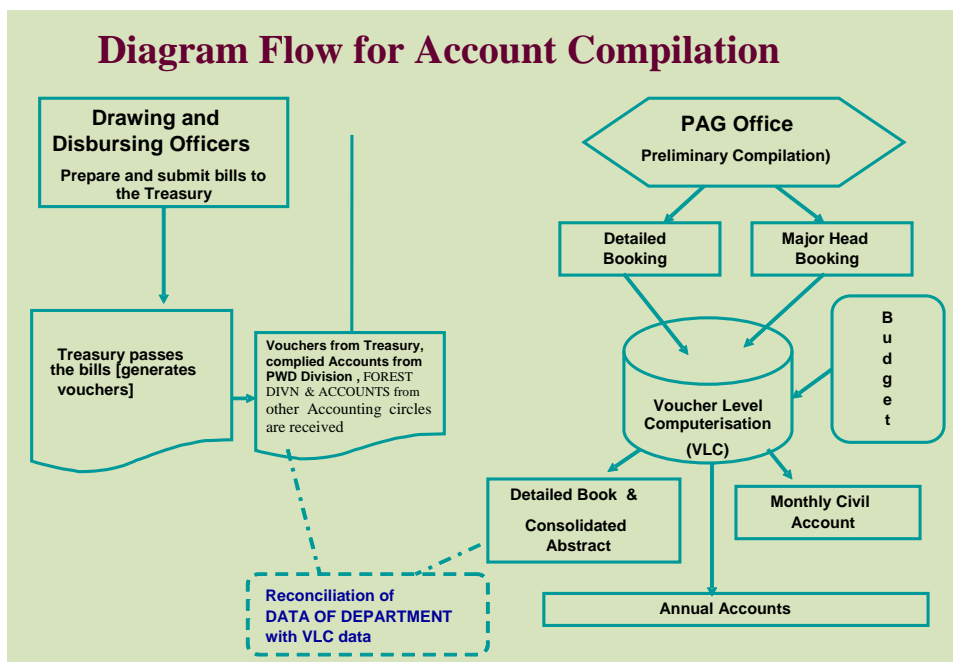 Diagram Flow for Account Compilation
Drawing and
Disbursing Officers
Prepare and submit bills to
the Treasury
PAG Office
Preliminary Compilation)
Detailed
Booking
Major Head
Booking
B
u
d
g
e
t
Treasury passes
the bills [generates
vouchers]
Vouchers from Treasury,
complied Accounts from
PWD Division , FOREST
DIVN & ACCOUNTS from
other Accounting circles
are received
Voucher Level
Computerisation
(VLC)
Detailed Book &
Consolidated
Abstract
Monthly Civil
Account
Reconciliation of
DATA OF DEPARTMENT
with VLC data
Annual Accounts